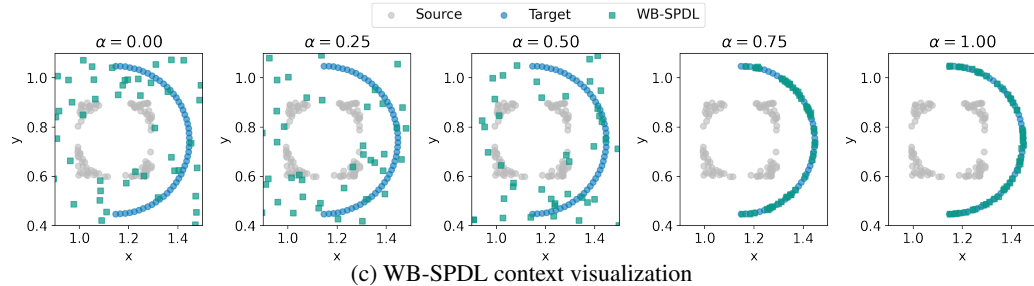 Source Target WB-SPDL
α = 0.00 α = 0.25 α = 0.50 α = 0.75 α = 1.00
1.0 1.0 1.0 1.0 1.0
y 0.8 y 0.8 y 0.8 y 0.8 y 0.8
0.6 0.6 0.6 0.6 0.6
0.4 0.4 0.4 0.4 0.4
1.0 1.2 1.4 1.0 1.2 1.4 1.0 1.2 1.4 1.0 1.2 1.4 1.0 1.2 1.4
x x x x x
(c) WB-SPDL context visualization